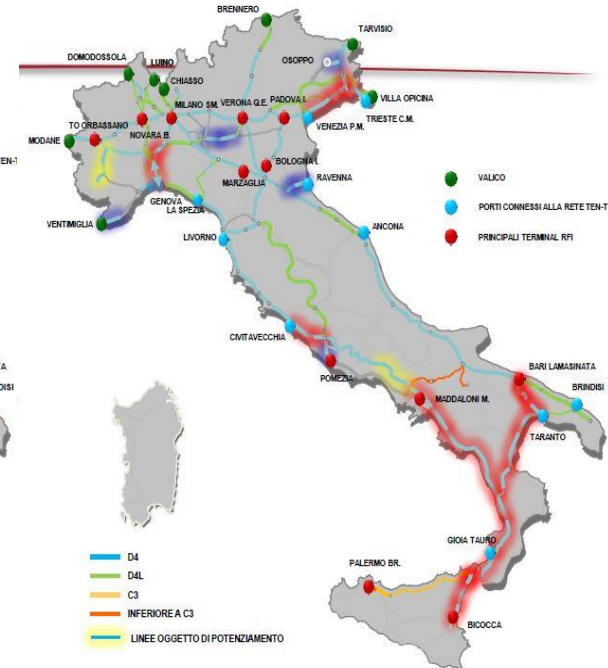 BRENNERO
TARVISIO
DOMODOSSOLA
LUINO
OSOPPO
CHIASSO
MILANO SM.
VERONA Q.E.
PADOVA I.
VILLA OPICINA
TO ORBASSANO
NOVARA B.
VENEZIA P.M.
TRIESTE C.M.
MODANE
BOLOGNA I.
MARZAGLIA
RAVENNA
VALICO
GENOVA
LA SPEZIA
PORTI CONNESSI ALLA RETE TEN-T
VENTIMIGLIA
ANCONA
LIVORNO
PRINCIPALI TERMINAL RFI
CIVITAVECCHIA
POMEZIA
BARI LAMASINATA
BRINDISI
MADDALONI M.
TARANTO
GIOIA TAURO
PALERMO BR.
BICOCCA
D4
D4L
C3
INFERIORE A C3
LINEE OGGETTO DI POTENZIAMENTO